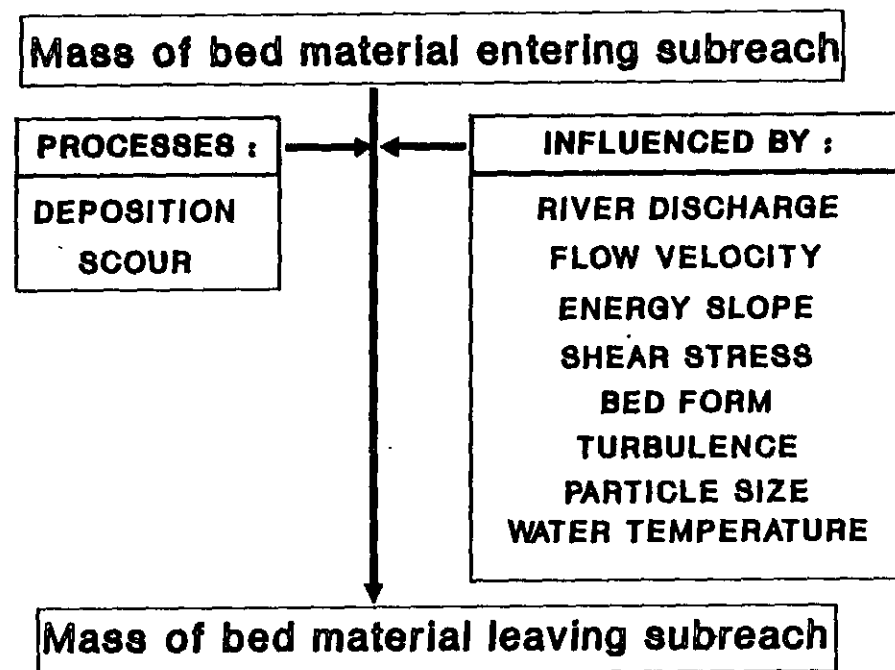 Mass of bed material entering subreach
PROCESSES :
DEPOSITION
SCOUR
INFLUENCED BY :
RIVER DISCHARGE
FLOW VELOCITY
ENERGY SLOPE
SHEAR STRESS
BED FORM
TURBULENCE
PARTICLE SIZE
WATER TEMPERATURE
Mass of bed material leaving subreach